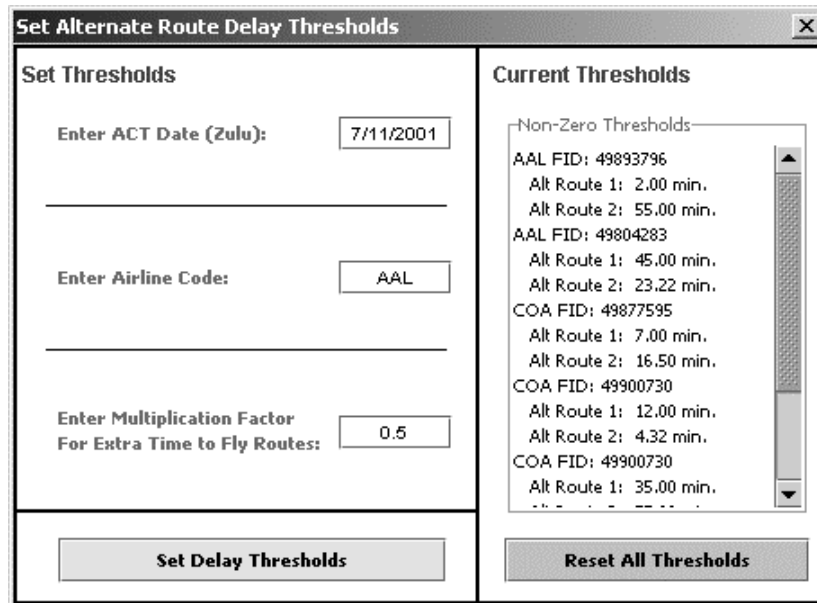 Set Alternate Route Delay Thresholds
Set Thresholds
Enter ACT Date (Zulu):
7/11/2001
Enter Airline Code:
AAL
Enter Multiplication Factor
For Extra Time to Fly Routes:
0.5
Set Delay Thresholds
Current Thresholds
Non-Zero Thresholds
AAL FID: 49893796
Alt Route 1: 2.00 min.
Alt Route 2: 55.00 min.
AAL FID: 49804283
Alt Route 1: 45.00 min.
Alt Route 2: 23.22 min.
COA FID: 49877595
Alt Route 1: 7.00 min.
Alt Route 2: 16.50 min.
COA FID: 49900730
Alt Route 1: 12.00 min.
Alt Route 2: 4.32 min.
COA FID: 49900730
Alt Route 1: 35.00 min.
Reset All Thresholds